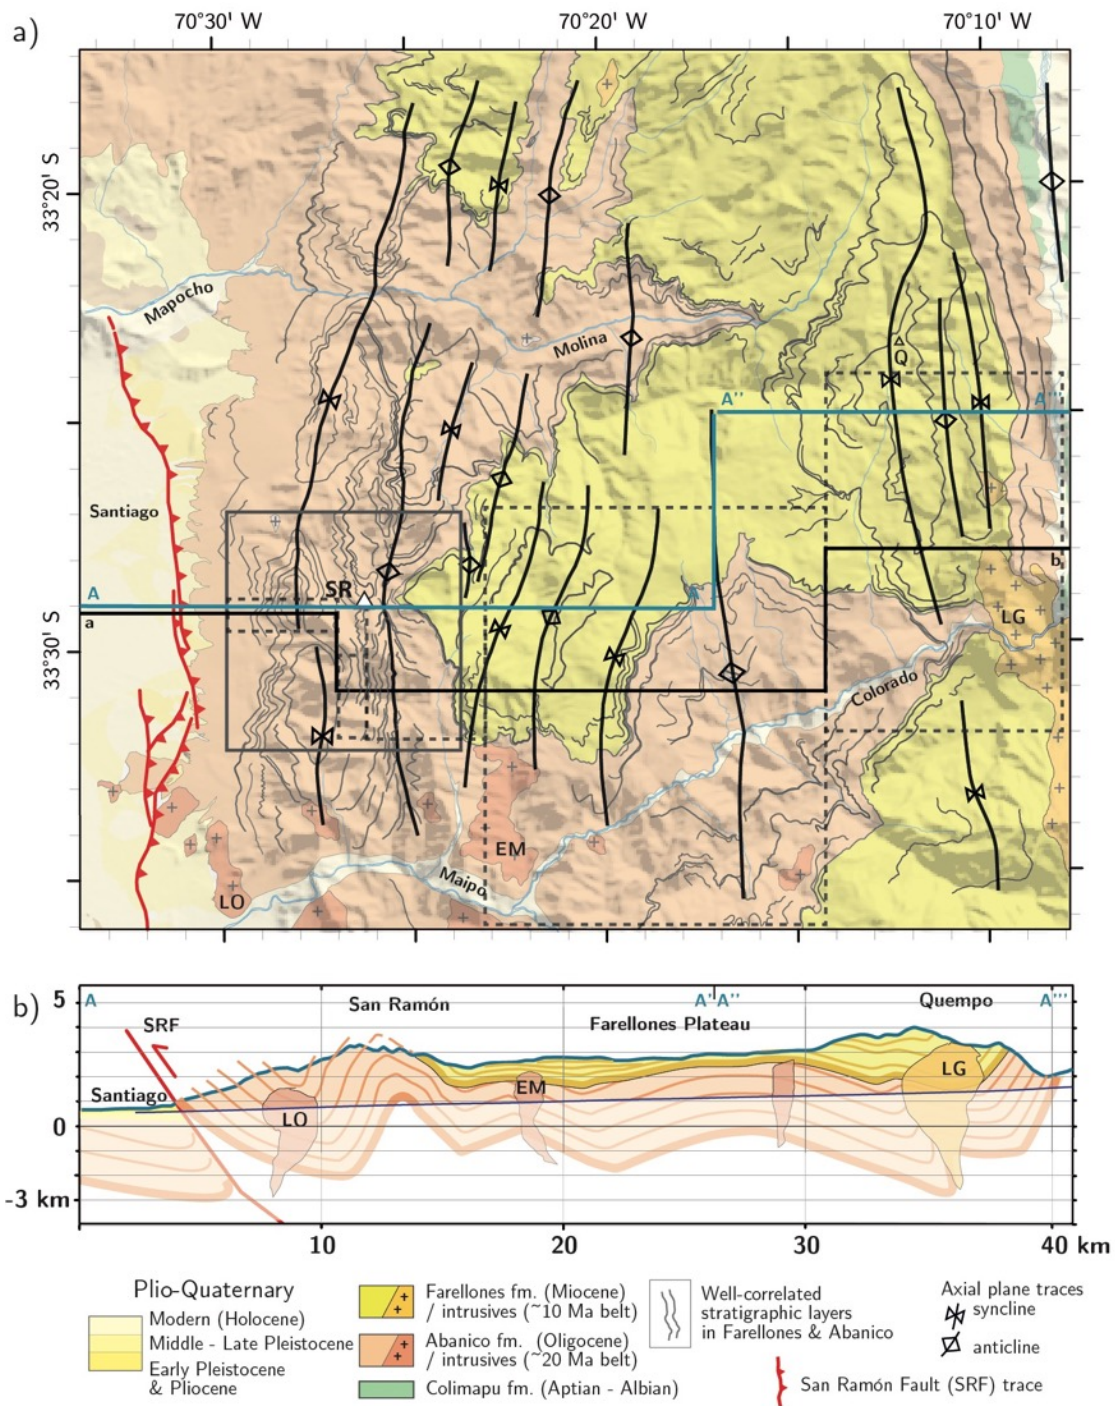 a)
70°30' W
70°20' W
70°10' W
33°20' S
Mapocho
Molina
Q
A''
A'''
Santiago
SR
A
A'
a
b
LG
33°30' S
Colorado
EM
LO
Maipo
b)
5
A
San Ramón
A' A''
Quempo
A'''
SRF
Farellones Plateau
Santiago
LG
EM
LO
0
-3 km
10
20
30
40 km
Plio-Quaternary
Modern (Holocene)
Middle - Late Pleistocene
Early Pleistocene
& Pliocene
Farellones fm. (Miocene)
/ intrusives (~10 Ma belt)
Abanico fm. (Oligocene)
/ intrusives (~20 Ma belt)
Colimapu fm. (Aptian - Albian)
Well-correlated
stratigraphic layers
in Farellones & Abanico
Axial plane traces
syncline
anticline
San Ramón Fault (SRF) trace